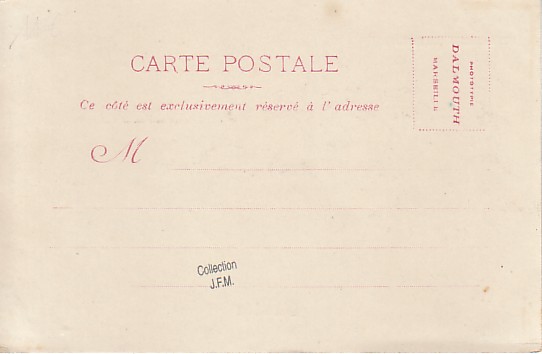 CARTE POSTALE
Ce côté est exclusivement réservé à l'adresse
M
PHOTOTYPIE
DALMOUTH
MARSEILLE
Collection
J.F.M.